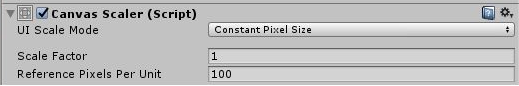 Canvas Scaler (Script)
UI Scale Mode Constant Pixel Size
Scale Factor 1
Reference Pixels Per Unit 100